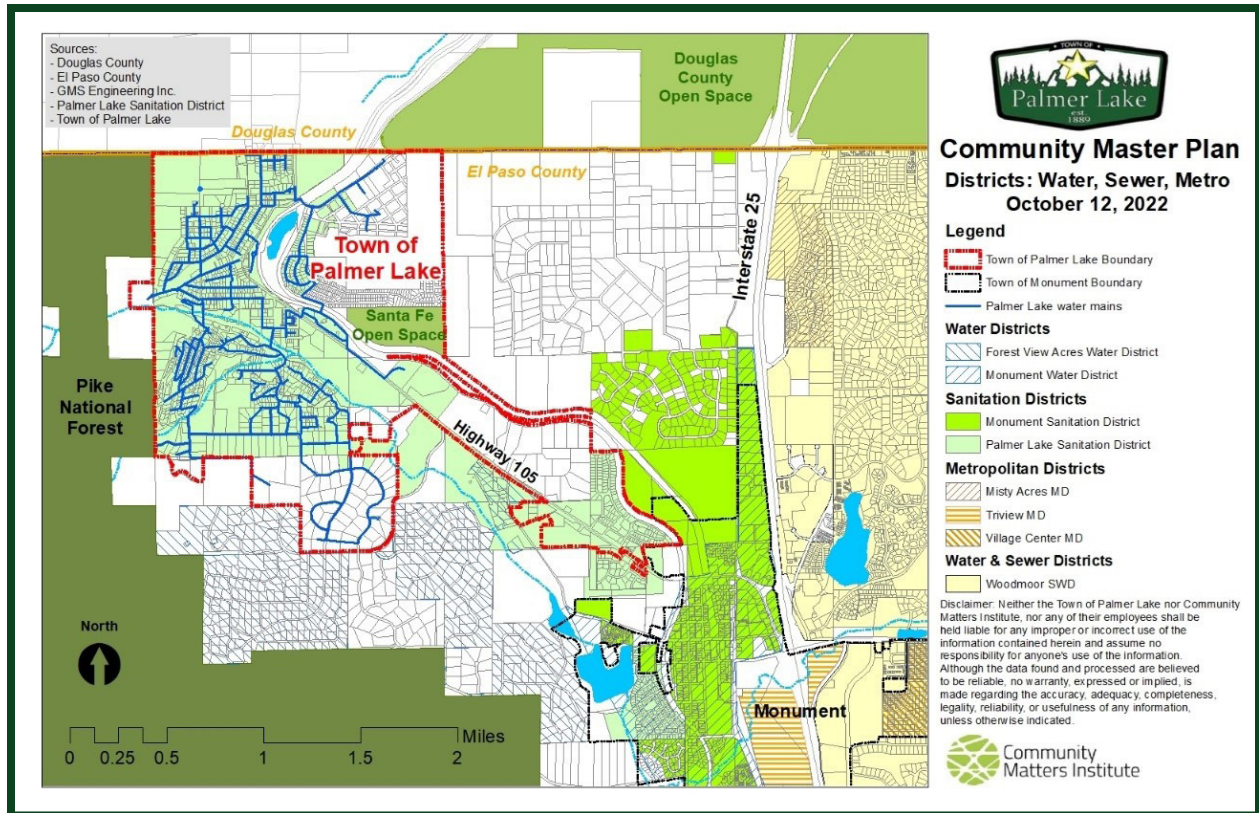 Sources:
- Douglas County
- El Paso County
- GMS Engineering Inc.
- Palmer Lake Sanitation District
- Town of Palmer Lake
Douglas
County
Open Space
Douglas County
El Paso County
Town of
Palmer Lake
Santa Fe
Open Space
Interstate 25
Pike
National
Forest
Highway 105
Monument
North
Miles
0 0.25 0.5 1 1.5 2
TOWN OF
Palmer Lake
est.
1889
Community Master Plan
Districts: Water, Sewer, Metro
October 12, 2022
Legend
Town of Palmer Lake Boundary
Town of Monument Boundary
Palmer Lake water mains
Water Districts
Forest View Acres Water District
Monument Water District
Sanitation Districts
Monument Sanitation District
Palmer Lake Sanitation District
Metropolitan Districts
Misty Acres MD
Triview MD
Village Center MD
Water & Sewer Districts
Woodmoor SWD
Disclaimer: Neither the Town of Palmer Lake nor Community
Matters Institute, nor any of their employees shall be
held liable for any improper or incorrect use of the
information contained herein and assume no
responsibility for anyone's use of the information.
Although the data found and processed are believed
to be reliable, no warranty, expressed or implied, is
made regarding the accuracy, adequacy, completeness,
legality, reliability, or usefulness of any information,
unless otherwise indicated.
Community
Matters Institute